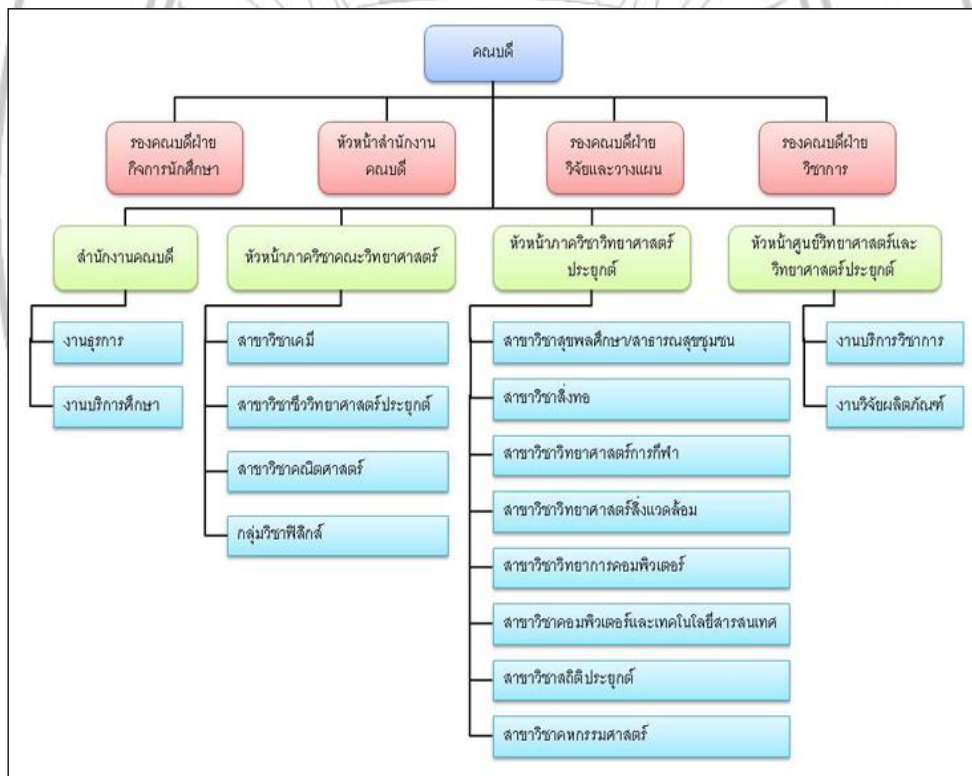 คณบดี
รองคณบดีฝ่าย
กิจการนักศึกษา
หัวหน้าสำนักงาน
คณบดี
รองคณบดีฝ่าย
วิจัยและวางแผน
รองคณบดีฝ่าย
วิชาการ
สำนักงานคณบดี
หัวหน้าภาควิชาคณะวิทยาศาสตร์
หัวหน้าภาควิชาวิทยาศาสตร์
ประยุกต์
หัวหน้าศูนย์วิทยาศาสตร์และ
วิทยาศาสตร์ประยุกต์
งานธุรการ
งานบริการศึกษา
สาขาวิชาเคมี
สาขาวิชาชีววิทยาศาสตร์ประยุกต์
สาขาวิชาคณิตศาสตร์
กลุ่มวิชาฟิสิกส์
สาขาวิชาสุขพลศึกษา/สาธารณสุขชุมชน
สาขาวิชาสิ่งทอ
สาขาวิชาวิทยาศาสตร์การกีฬา
สาขาวิชาวิทยาศาสตร์สิ่งแวดล้อม
สาขาวิชาวิทยาการคอมพิวเตอร์
สาขาวิชาคอมพิวเตอร์และเทคโนโลยีสารสนเทศ
สาขาวิชาสถิติประยุกต์
สาขาวิชาคหกรรมศาสตร์
งานบริการวิชาการ
งานวิจัยผลิตภัณฑ์